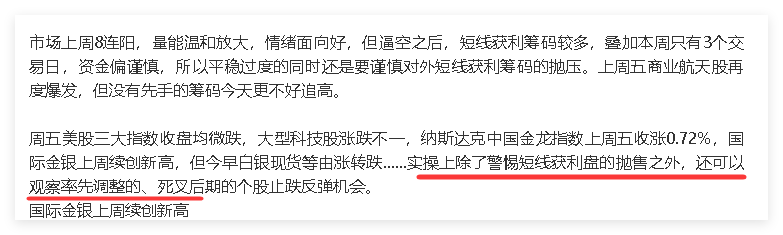 市场上周8连阳，量能温和放大，情绪面向好，但逼空之后，短线获利筹码较多，叠加本周只有3个交
易日，资金偏谨慎，所以平稳过度的同时还是要谨慎对外短线获利筹码的抛压。上周五商业航天股再
度爆发，但没有先手的筹码今天更不好追高。
周五美股三大指数收盘均微跌，大型科技股涨跌不一，纳斯达克中国金龙指数上周五收涨0.72%，国
际金银上周续创新高，但今早白银现货等由涨转跌......实操上除了警惕短线获利盘的抛售之外，还可以
观察率先调整的、死叉后期的个股止跌反弹机会。
国际金银上周续创新高